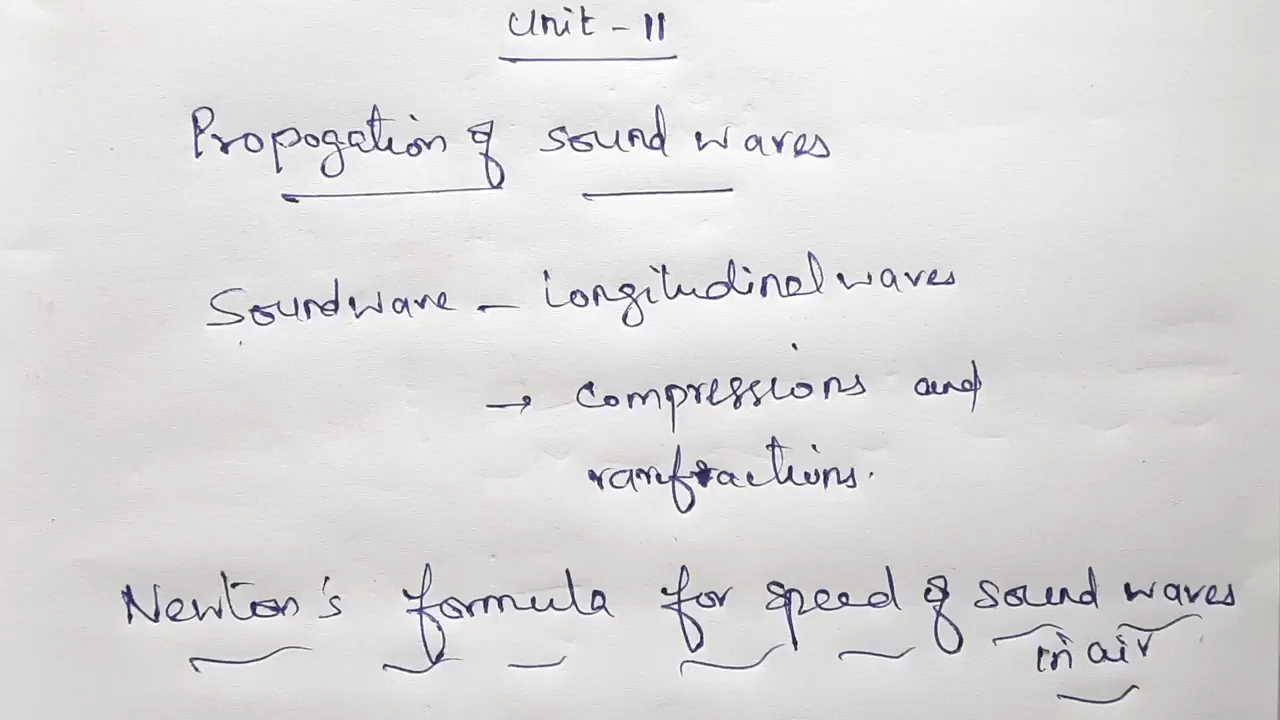 Unit - II
Propogation of sound waves
Soundwave - Longitudinal waves
→ compressions and
rarefractions.
Newton's formula for speed of sound waves
in air